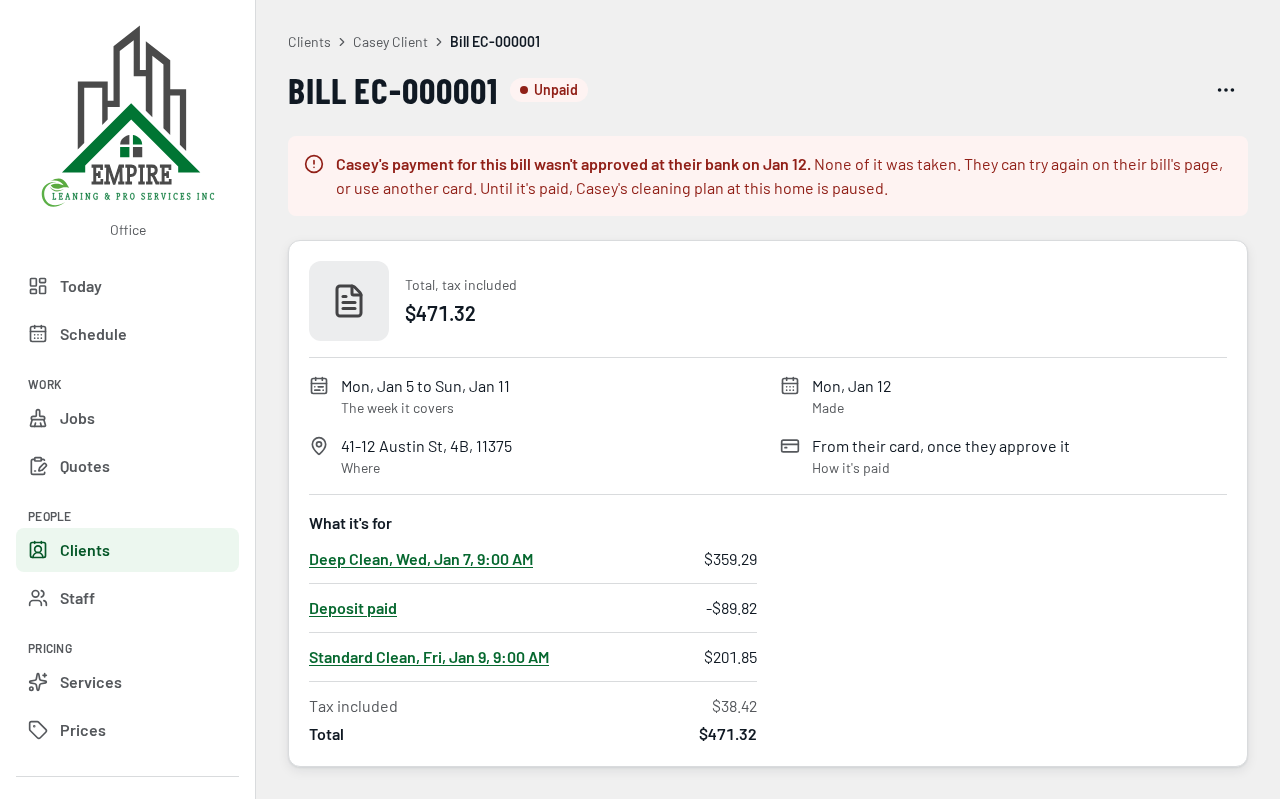 EMPIRE
LEANING & PRO SERVICES INC
Office
Today
Schedule
WORK
Jobs
Quotes
PEOPLE
Clients
Staff
PRICING
Services
Prices
Clients > Casey Client > Bill EC-000001
BILL EC-000001
Unpaid
Casey's payment for this bill wasn't approved at their bank on Jan 12. None of it was taken. They can try again on their bill's page,
or use another card. Until it's paid, Casey's cleaning plan at this home is paused.
Total, tax included
$471.32
Mon, Jan 5 to Sun, Jan 11
The week it covers
Mon, Jan 12
Made
41-12 Austin St, 4B, 11375
Where
From their card, once they approve it
How it's paid
What it's for
Deep Clean, Wed, Jan 7, 9:00 AM $359.29
Deposit paid -$89.82
Standard Clean, Fri, Jan 9, 9:00 AM $201.85
Tax included $38.42
Total $471.32